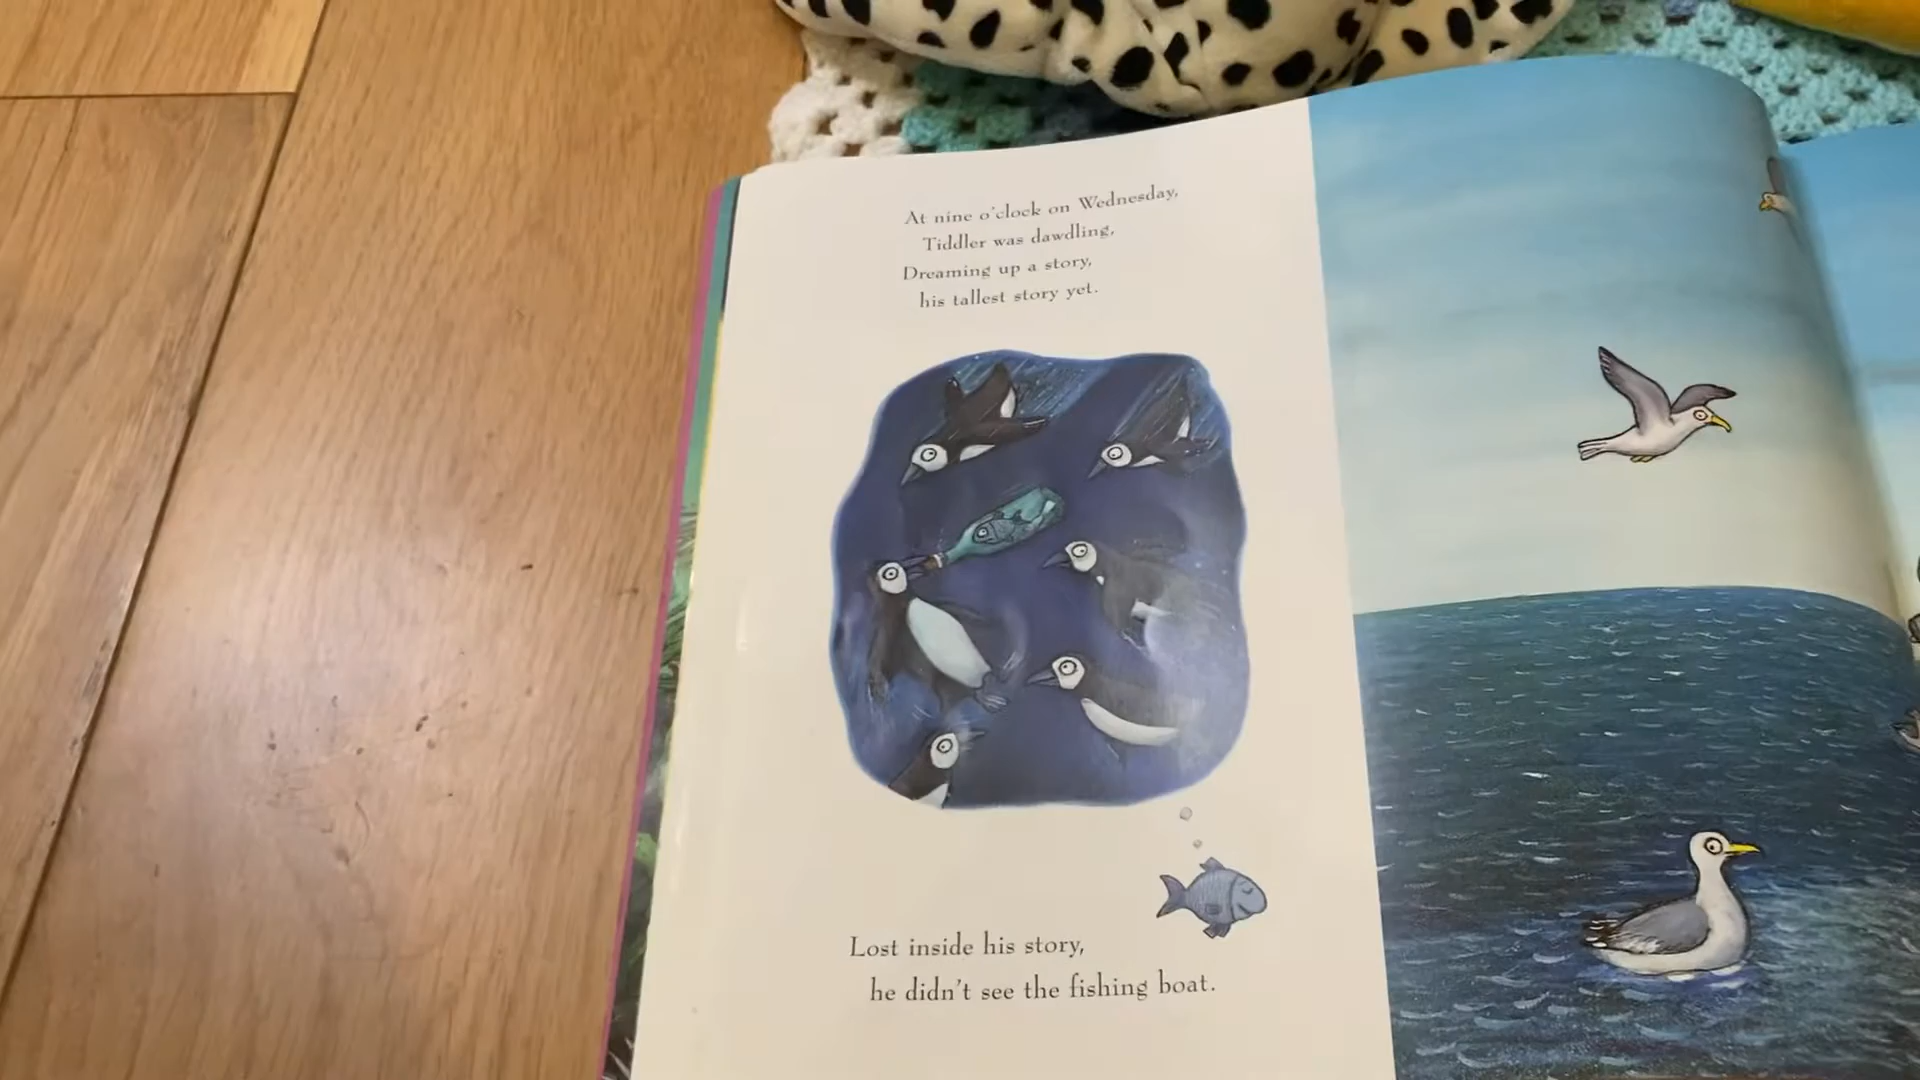 At nine o'clock on Wednesday,
Tiddler was dawdling,
Dreaming up a story,
his tallest story yet.
Lost inside his story,
he didn't see the fishing boat.